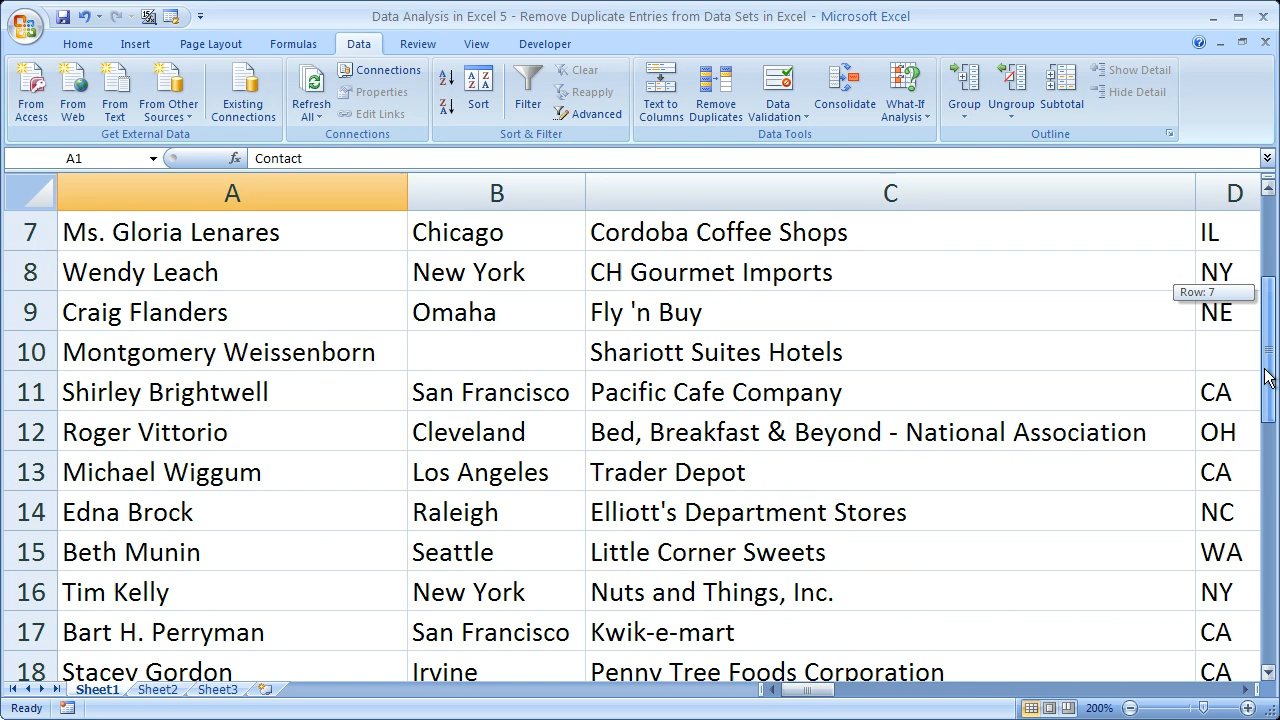 Data Analysis in Excel 5 - Remove Duplicate Entries from Data Sets in Excel - Microsoft Excel
Home Insert Page Layout Formulas Data Review View Developer
From Access From Web From Text From Other Sources Existing Connections
Get External Data
Refresh All Connections Properties Edit Links
Connections
Sort Filter Clear Reapply Advanced
Sort & Filter
Text to Columns Remove Duplicates Data Validation Consolidate What-If Analysis
Data Tools
Group Ungroup Subtotal Show Detail Hide Detail
Outline
A1 fx Contact
A B C D
7 Ms. Gloria Lenares Chicago Cordoba Coffee Shops IL
8 Wendy Leach New York CH Gourmet Imports NY
Row: 7
9 Craig Flanders Omaha Fly 'n Buy NE
10 Montgomery Weissenborn Shariott Suites Hotels
11 Shirley Brightwell San Francisco Pacific Cafe Company CA
12 Roger Vittorio Cleveland Bed, Breakfast & Beyond - National Association OH
13 Michael Wiggum Los Angeles Trader Depot CA
14 Edna Brock Raleigh Elliott's Department Stores NC
15 Beth Munin Seattle Little Corner Sweets WA
16 Tim Kelly New York Nuts and Things, Inc. NY
17 Bart H. Perryman San Francisco Kwik-e-mart CA
18 Stacey Gordon Irvine Penny Tree Foods Corporation CA
Sheet1 Sheet2 Sheet3
Ready 200%